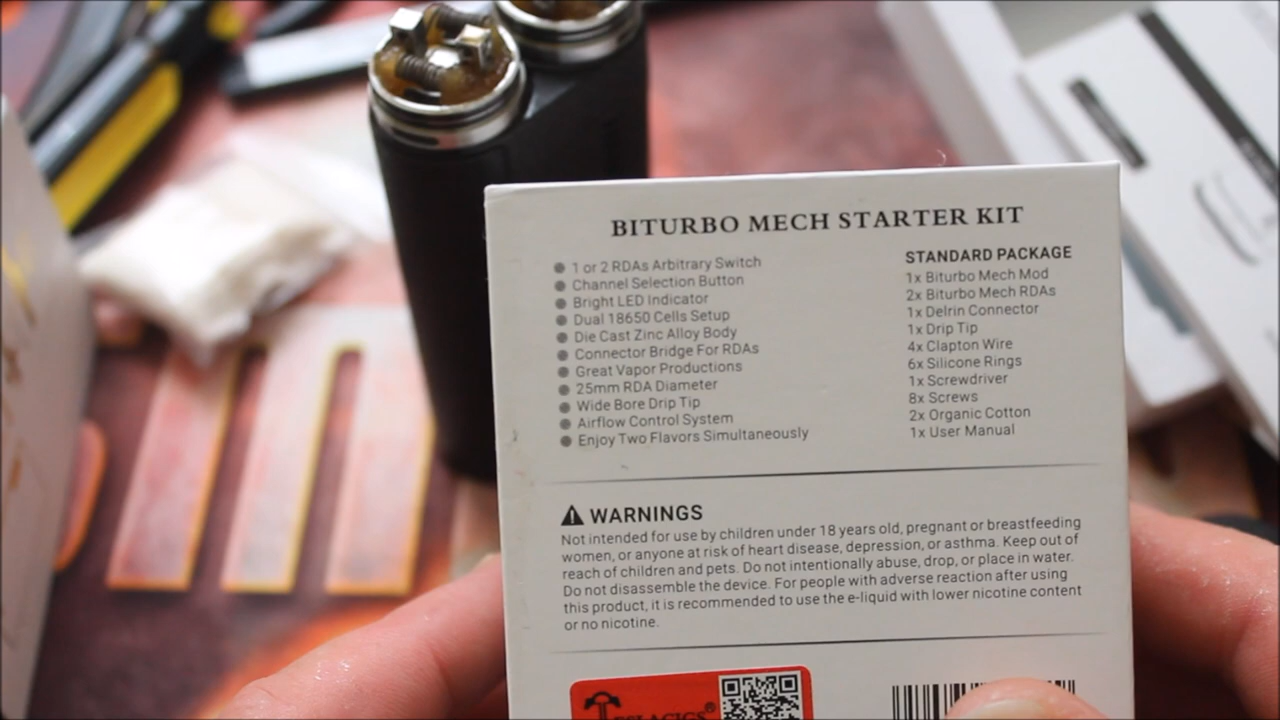 BITURBO MECH STARTER KIT
1 or 2 RDAs Arbitrary Switch
Channel Selection Button
Bright LED Indicator
Dual 18650 Cells Setup
Die Cast Zinc Alloy Body
Connector Bridge For RDAs
Great Vapor Productions
25mm RDA Diameter
Wide Bore Drip Tip
Airflow Control System
Enjoy Two Flavors Simultaneously
STANDARD PACKAGE
1x Biturbo Mech Mod
2x Biturbo Mech RDAs
1x Delrin Connector
1x Drip Tip
4x Clapton Wire
6x Silicone Rings
1x Screwdriver
8x Screws
2x Organic Cotton
1x User Manual
WARNINGS
Not intended for use by children under 18 years old, pregnant or breastfeeding
women, or anyone at risk of heart disease, depression, or asthma. Keep out of
reach of children and pets. Do not intentionally abuse, drop, or place in water.
Do not disassemble the device. For people with adverse reaction after using
this product, it is recommended to use the e-liquid with lower nicotine content
or no nicotine.
TESLACIGS®